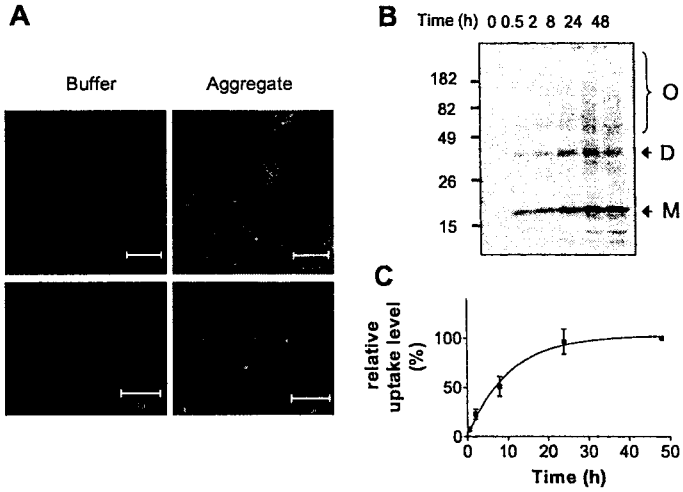 A
Buffer Aggregate
B
Time (h) 0 0.5 2 8 24 48
182
82
49
26
15
O
D
M
C
relative
uptake level
(%)
100
50
0
0 10 20 30 40 50
Time (h)